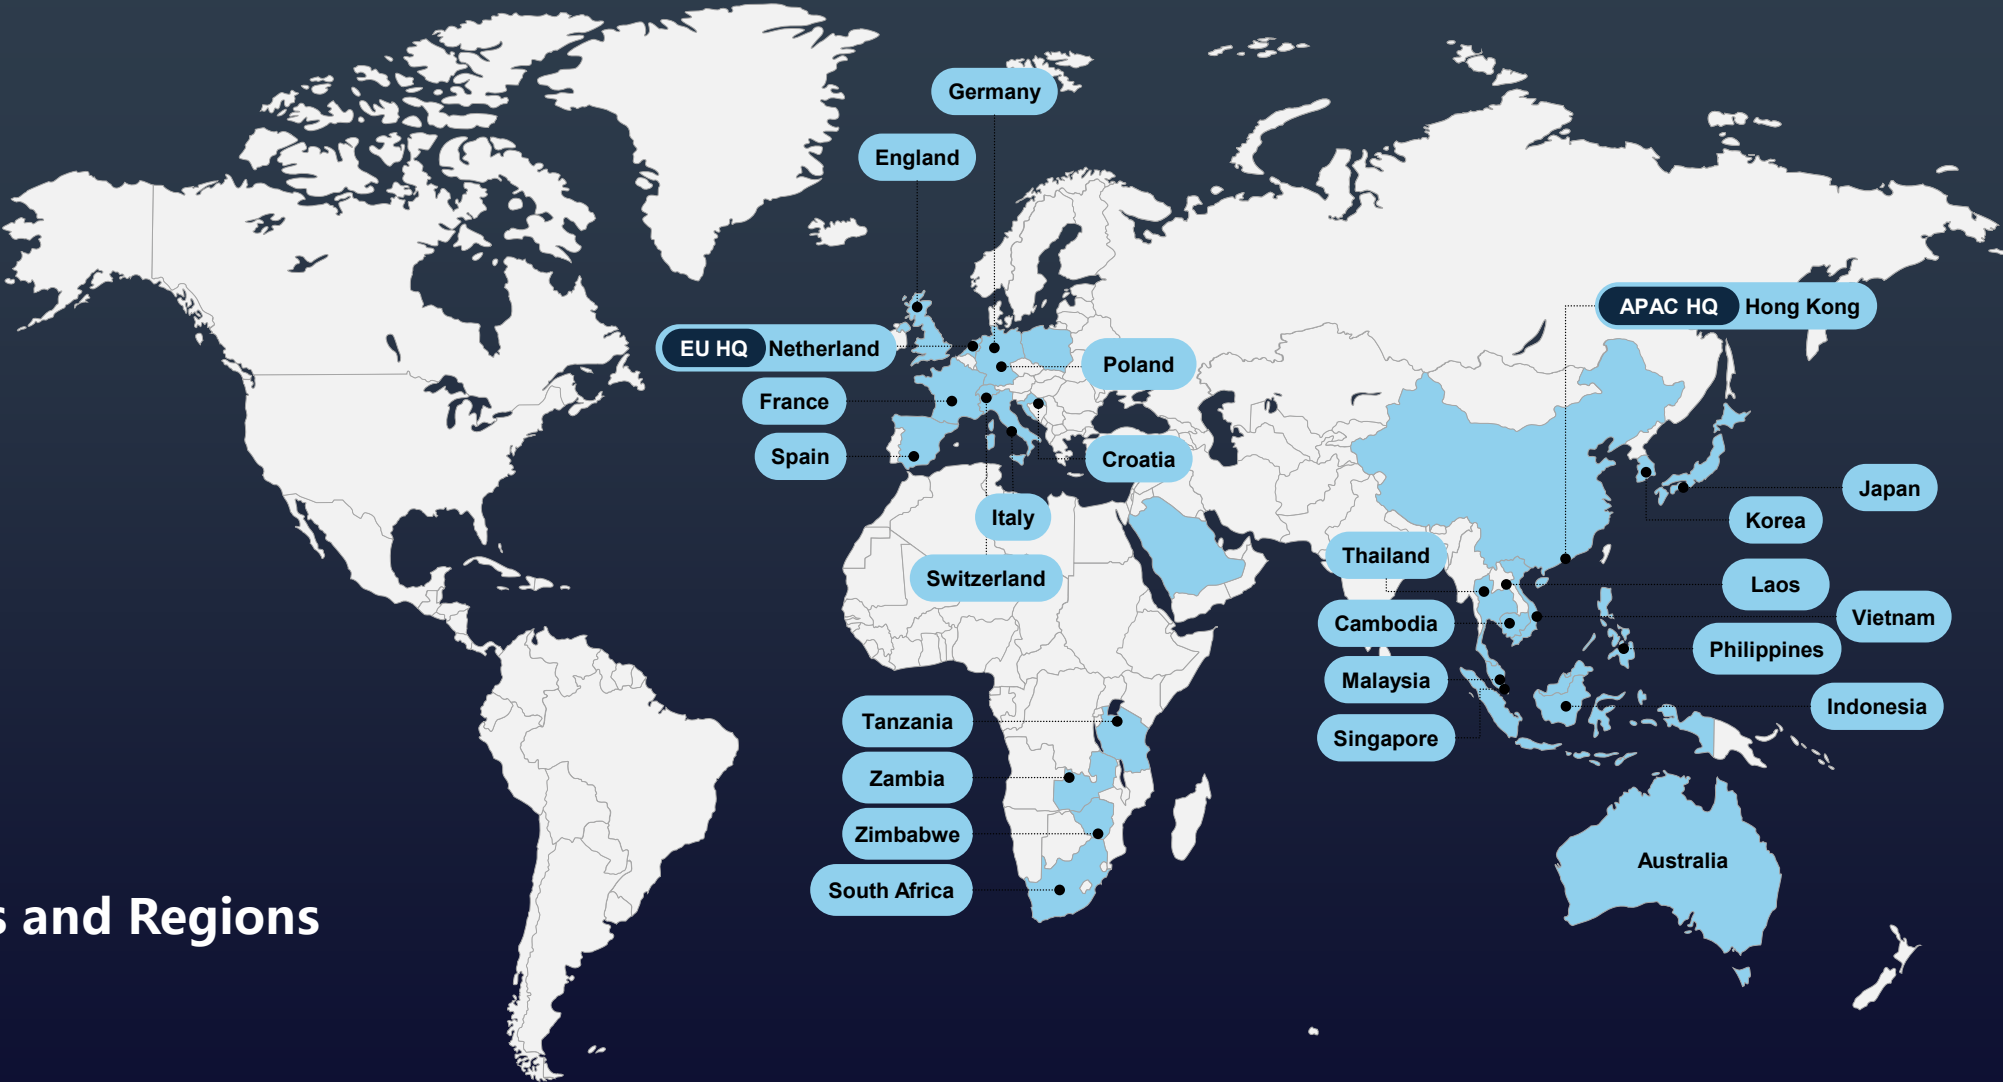 Germany
England
EU HQ Netherland
France
Spain
Poland
Croatia
Italy
Switzerland
APAC HQ Hong Kong
Japan
Korea
Thailand
Laos
Cambodia
Vietnam
Philippines
Malaysia
Indonesia
Singapore
Tanzania
Zambia
Zimbabwe
South Africa
Australia
s and Regions